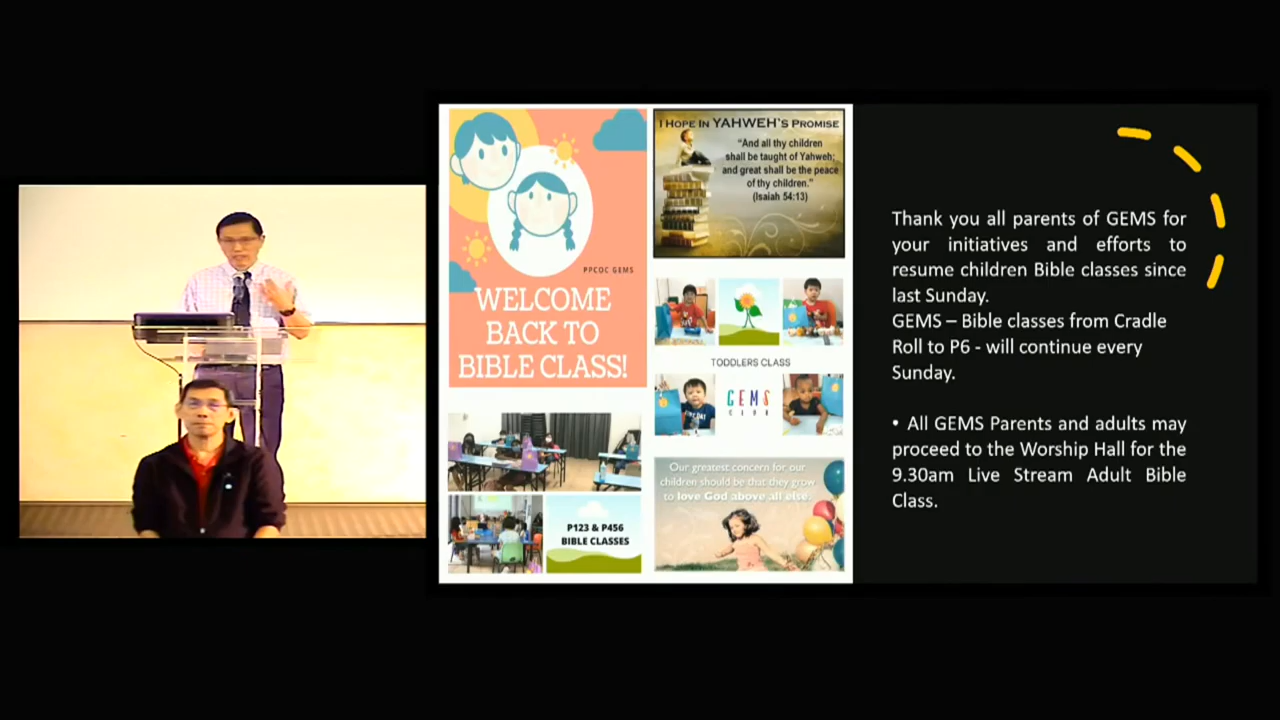 PPCOC GEMS
WELCOME
BACK TO
BIBLE CLASS!
I HOPE IN YAHWEH'S PROMISE
"And all thy children
shall be taught of Yahweh;
and great shall be the peace
of thy children."
(Isaiah 54:13)
TODDLERS CLASS
GEMS
CLUB
P123 & P456
BIBLE CLASSES
Our greatest concern for our
children should be that they grow
to love God above all else.
Thank you all parents of GEMS for
your initiatives and efforts to
resume children Bible classes since
last Sunday.
GEMS – Bible classes from Cradle
Roll to P6 - will continue every
Sunday.
• All GEMS Parents and adults may
proceed to the Worship Hall for the
9.30am Live Stream Adult Bible
Class.